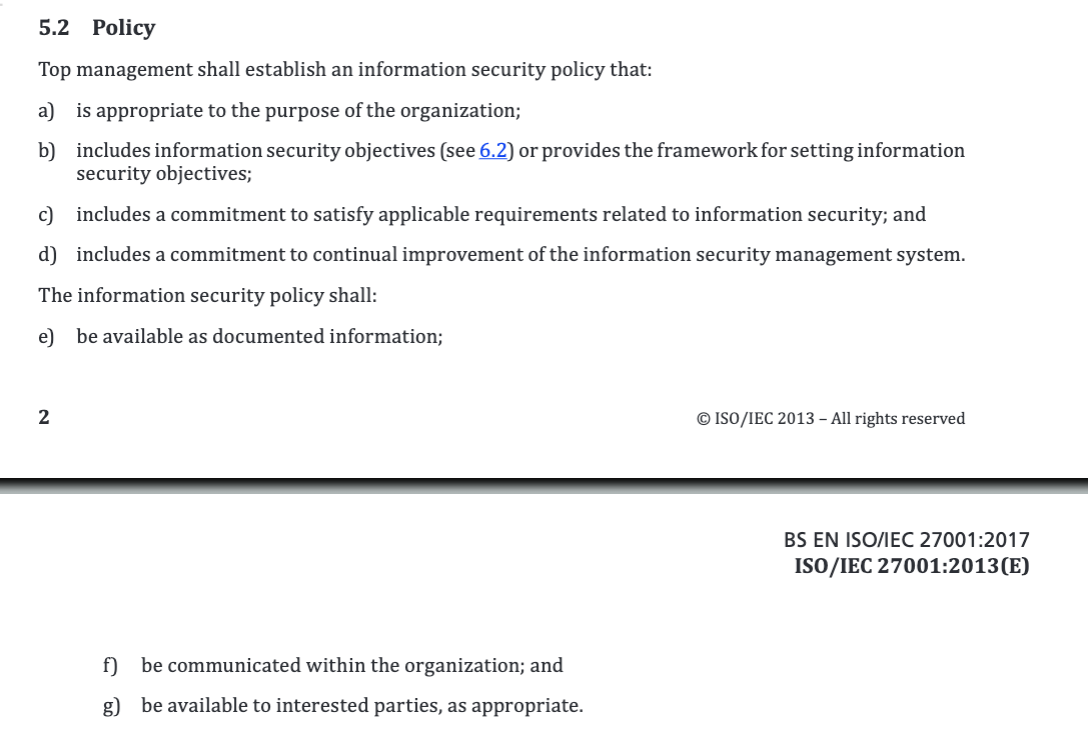 5.2 Policy
Top management shall establish an information security policy that:
a) is appropriate to the purpose of the organization;
b) includes information security objectives (see 6.2) or provides the framework for setting information
security objectives;
c) includes a commitment to satisfy applicable requirements related to information security; and
d) includes a commitment to continual improvement of the information security management system.
The information security policy shall:
e) be available as documented information;
2 © ISO/IEC 2013 – All rights reserved
BS EN ISO/IEC 27001:2017
ISO/IEC 27001:2013(E)
f) be communicated within the organization; and
g) be available to interested parties, as appropriate.